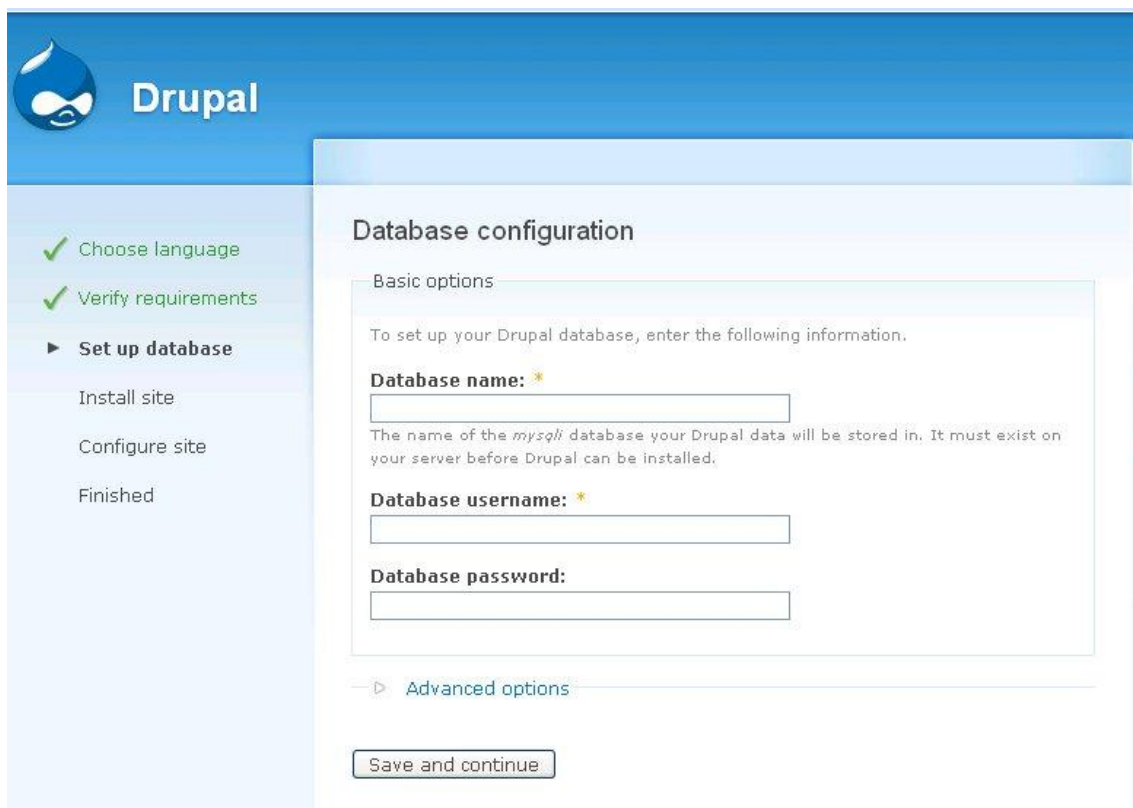 Drupal
Choose language
Verify requirements
Set up database
Install site
Configure site
Finished
Database configuration
Basic options
To set up your Drupal database, enter the following information.
Database name: *
The name of the mysqli database your Drupal data will be stored in. It must exist on
your server before Drupal can be installed.
Database username: *
Database password:
Advanced options
Save and continue